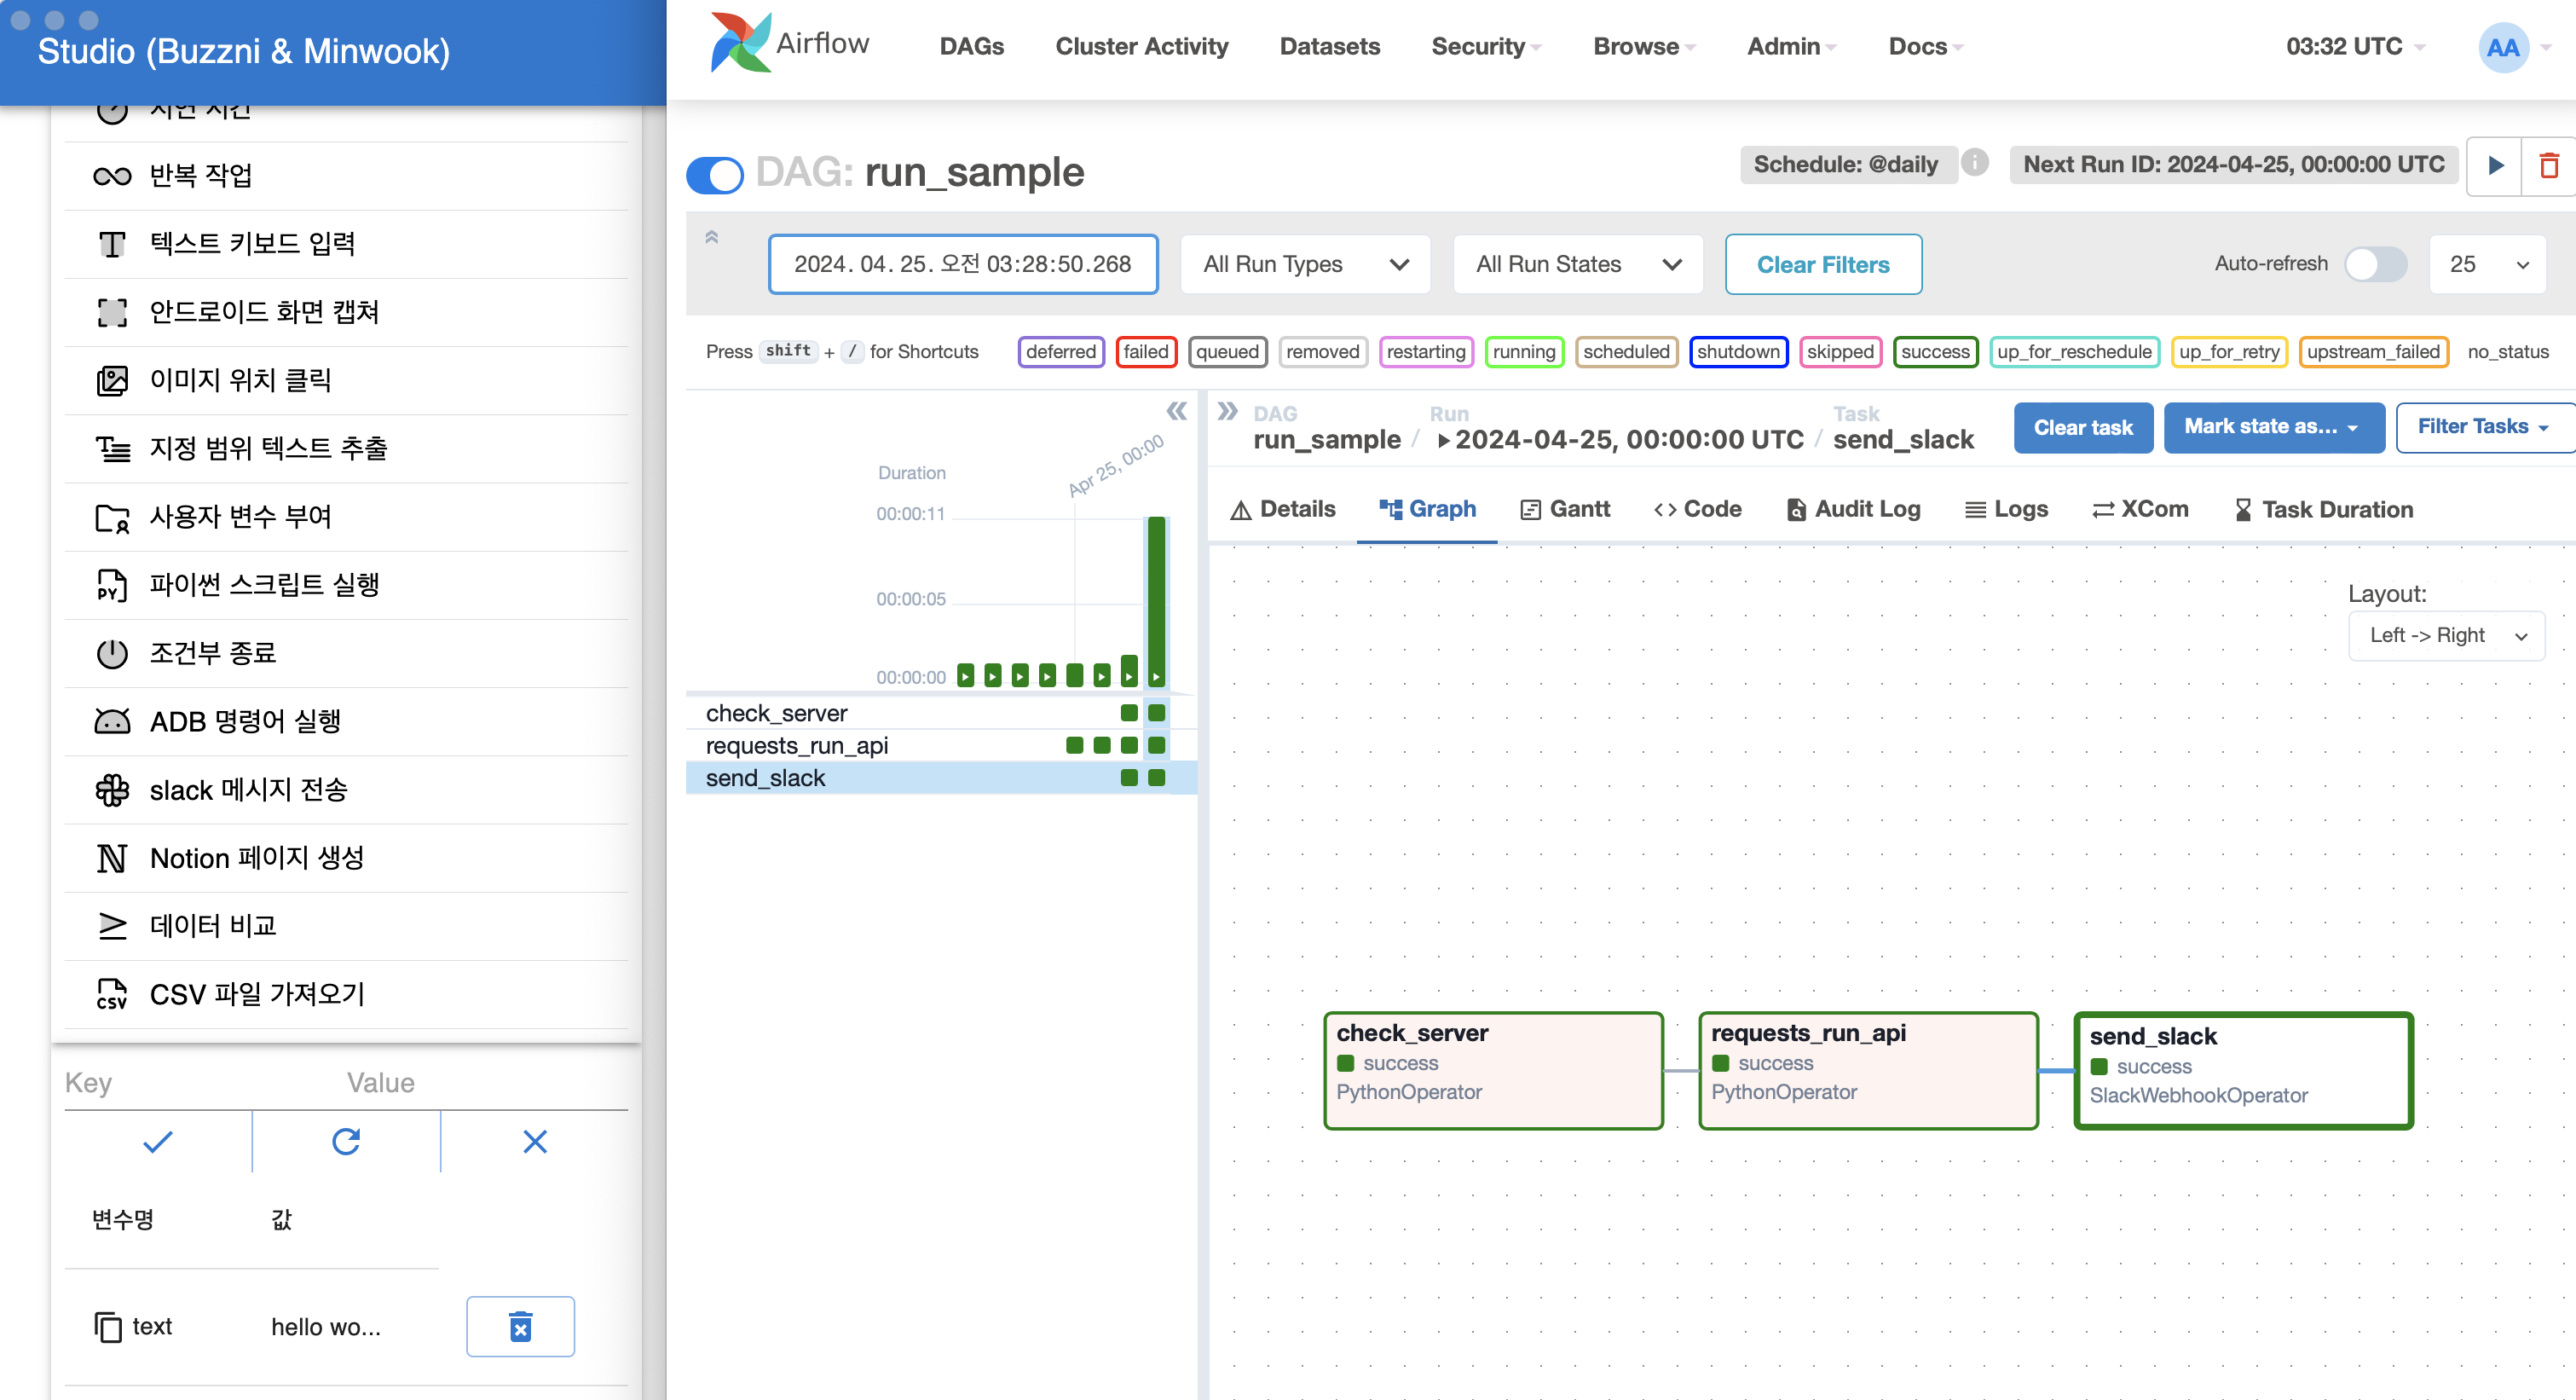 Studio (Buzzni & Minwook)
반복 작업
텍스트 키보드 입력
안드로이드 화면 캡쳐
이미지 위치 클릭
지정 범위 텍스트 추출
사용자 변수 부여
파이썬 스크립트 실행
조건부 종료
ADB 명령어 실행
slack 메시지 전송
Notion 페이지 생성
데이터 비교
CSV 파일 가져오기
Key Value
변수명 값
text hello wo...
Airflow DAGs Cluster Activity Datasets Security Browse Admin Docs 03:32 UTC AA
DAG: run_sample Schedule: @daily Next Run ID: 2024-04-25, 00:00:00 UTC
2024. 04. 25. 오전 03:28:50.268 All Run Types All Run States Clear Filters Auto-refresh 25
Press shift + / for Shortcuts deferred failed queued removed restarting running scheduled shutdown skipped success up_for_reschedule up_for_retry upstream_failed no_status
Duration
Apr 25, 00:00
00:00:11
00:00:05
00:00:00
check_server
requests_run_api
send_slack
DAG Run Task
run_sample / 2024-04-25, 00:00:00 UTC / send_slack
Clear task Mark state as... Filter Tasks
Details Graph Gantt Code Audit Log Logs XCom Task Duration
Layout:
Left -> Right
check_server
success
PythonOperator
requests_run_api
success
PythonOperator
send_slack
success
SlackWebhookOperator